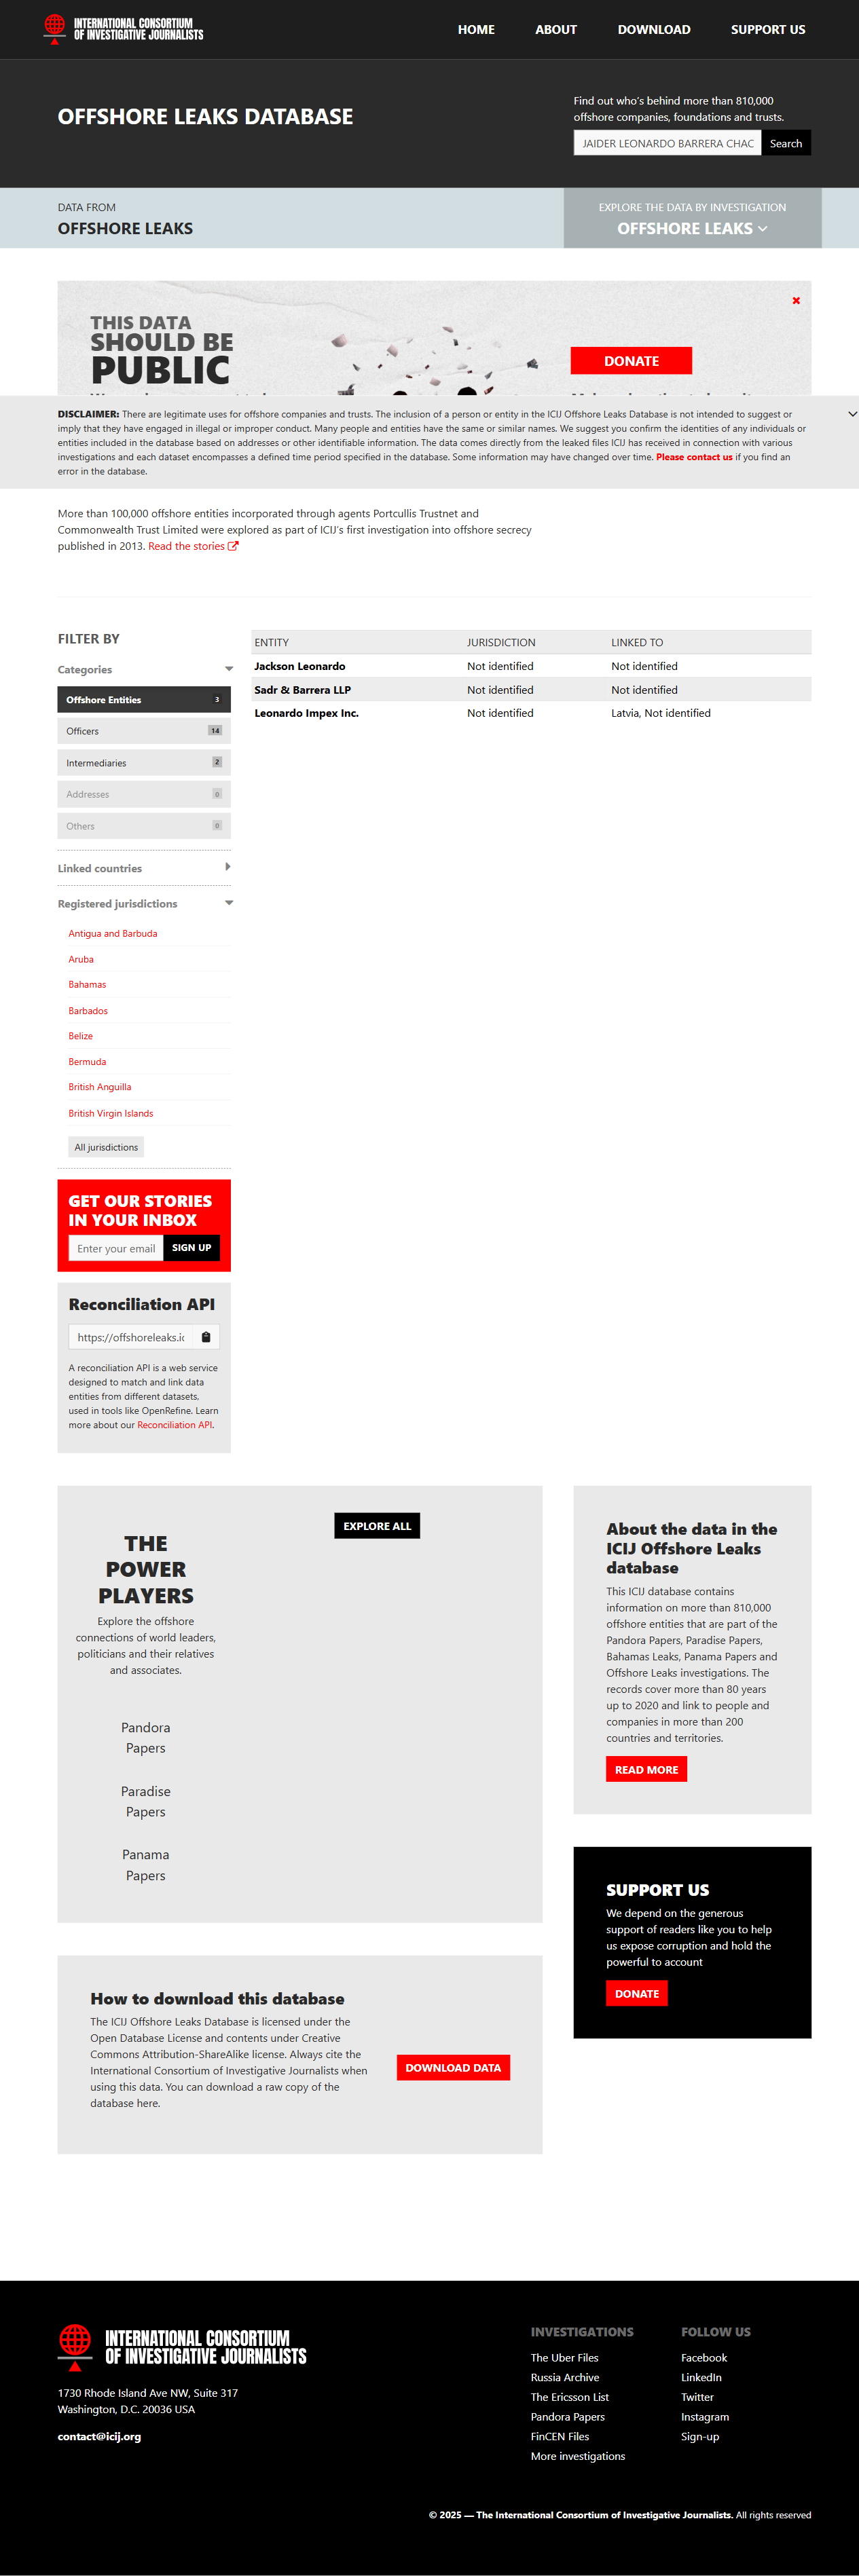 INTERNATIONAL CONSORTIUM
OF INVESTIGATIVE JOURNALISTS
HOME
ABOUT
DOWNLOAD
SUPPORT US
OFFSHORE LEAKS DATABASE
Find out who's behind more than 810,000
offshore companies, foundations and trusts.
JAIDER LEONARDO BARRERA CHAC
Search
DATA FROM
OFFSHORE LEAKS
EXPLORE THE DATA BY INVESTIGATION
OFFSHORE LEAKS
THIS DATA
SHOULD BE
PUBLIC
DONATE
DISCLAIMER: There are legitimate uses for offshore companies and trusts. The inclusion of a person or entity in the ICIJ Offshore Leaks Database is not intended to suggest or
imply that they have engaged in illegal or improper conduct. Many people and entities have the same or similar names. We suggest you confirm the identities of any individuals or
entities included in the database based on addresses or other identifiable information. The data comes directly from the leaked files ICIJ has received in connection with various
investigations and each dataset encompasses a defined time period specified in the database. Some information may have changed over time. Please contact us if you find an
error in the database.
More than 100,000 offshore entities incorporated through agents Portcullis Trustnet and
Commonwealth Trust Limited were explored as part of ICIJ's first investigation into offshore secrecy
published in 2013. Read the stories
FILTER BY
Categories
Offshore Entities 3
Officers 14
Intermediaries 2
Addresses 0
Others 0
Linked countries
Registered jurisdictions
Antigua and Barbuda
Aruba
Bahamas
Barbados
Belize
Bermuda
British Anguilla
British Virgin Islands
All jurisdictions
ENTITY JURISDICTION LINKED TO
Jackson Leonardo Not identified Not identified
Sadr & Barrera LLP Not identified Not identified
Leonardo Impex Inc. Not identified Latvia, Not identified
GET OUR STORIES
IN YOUR INBOX
Enter your email
SIGN UP
Reconciliation API
https://offshoreleaks.ic
A reconciliation API is a web service
designed to match and link data
entities from different datasets,
used in tools like OpenRefine. Learn
more about our Reconciliation API.
THE
POWER
PLAYERS
Explore the offshore
connections of world leaders,
politicians and their relatives
and associates.
EXPLORE ALL
Pandora
Papers
Paradise
Papers
Panama
Papers
About the data in the
ICIJ Offshore Leaks
database
This ICIJ database contains
information on more than 810,000
offshore entities that are part of the
Pandora Papers, Paradise Papers,
Bahamas Leaks, Panama Papers and
Offshore Leaks investigations. The
records cover more than 80 years
up to 2020 and link to people and
companies in more than 200
countries and territories.
READ MORE
SUPPORT US
We depend on the generous
support of readers like you to help
us expose corruption and hold the
powerful to account
DONATE
How to download this database
The ICIJ Offshore Leaks Database is licensed under the
Open Database License and contents under Creative
Commons Attribution-ShareAlike license. Always cite the
International Consortium of Investigative Journalists when
using this data. You can download a raw copy of the
database here.
DOWNLOAD DATA
INTERNATIONAL CONSORTIUM
OF INVESTIGATIVE JOURNALISTS
1730 Rhode Island Ave NW, Suite 317
Washington, D.C. 20036 USA
contact@icij.org
INVESTIGATIONS
The Uber Files
Russia Archive
The Ericsson List
Pandora Papers
FinCEN Files
More investigations
FOLLOW US
Facebook
LinkedIn
Twitter
Instagram
Sign-up
© 2025 — The International Consortium of Investigative Journalists. All rights reserved